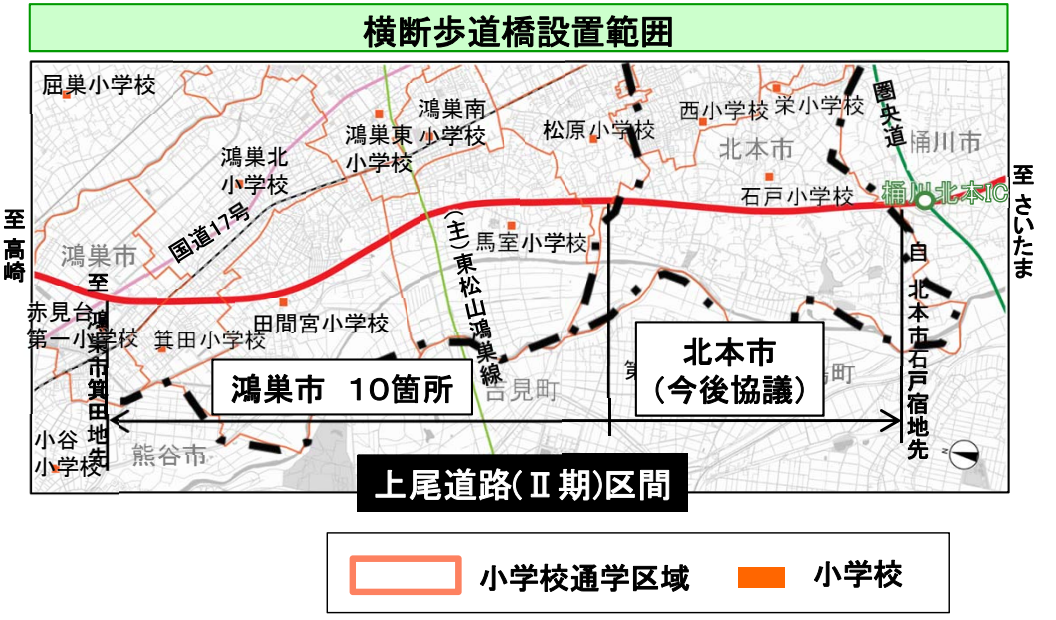 横断歩道橋設置範囲
屈巣小学校
鴻巣南
小学校
鴻巣東
小学校
鴻巣北
小学校
松原小学校
西小学校
栄小学校
圏央道
北本市
桶川市
石戸小学校
桶川北本IC
至 さいたま
至 高崎
国道17号
鴻巣市
(主)東松山鴻巣線
馬室小学校
自 北本市石戸宿地先
至 鴻巣市箕田地先
赤見台
第一小学校
箕田小学校
田間宮小学校
鴻巣市 10箇所
北本市
(今後協議)
吉見町
町
小谷
小学校
熊谷市
N
上尾道路(Ⅱ期)区間
小学校通学区域
小学校